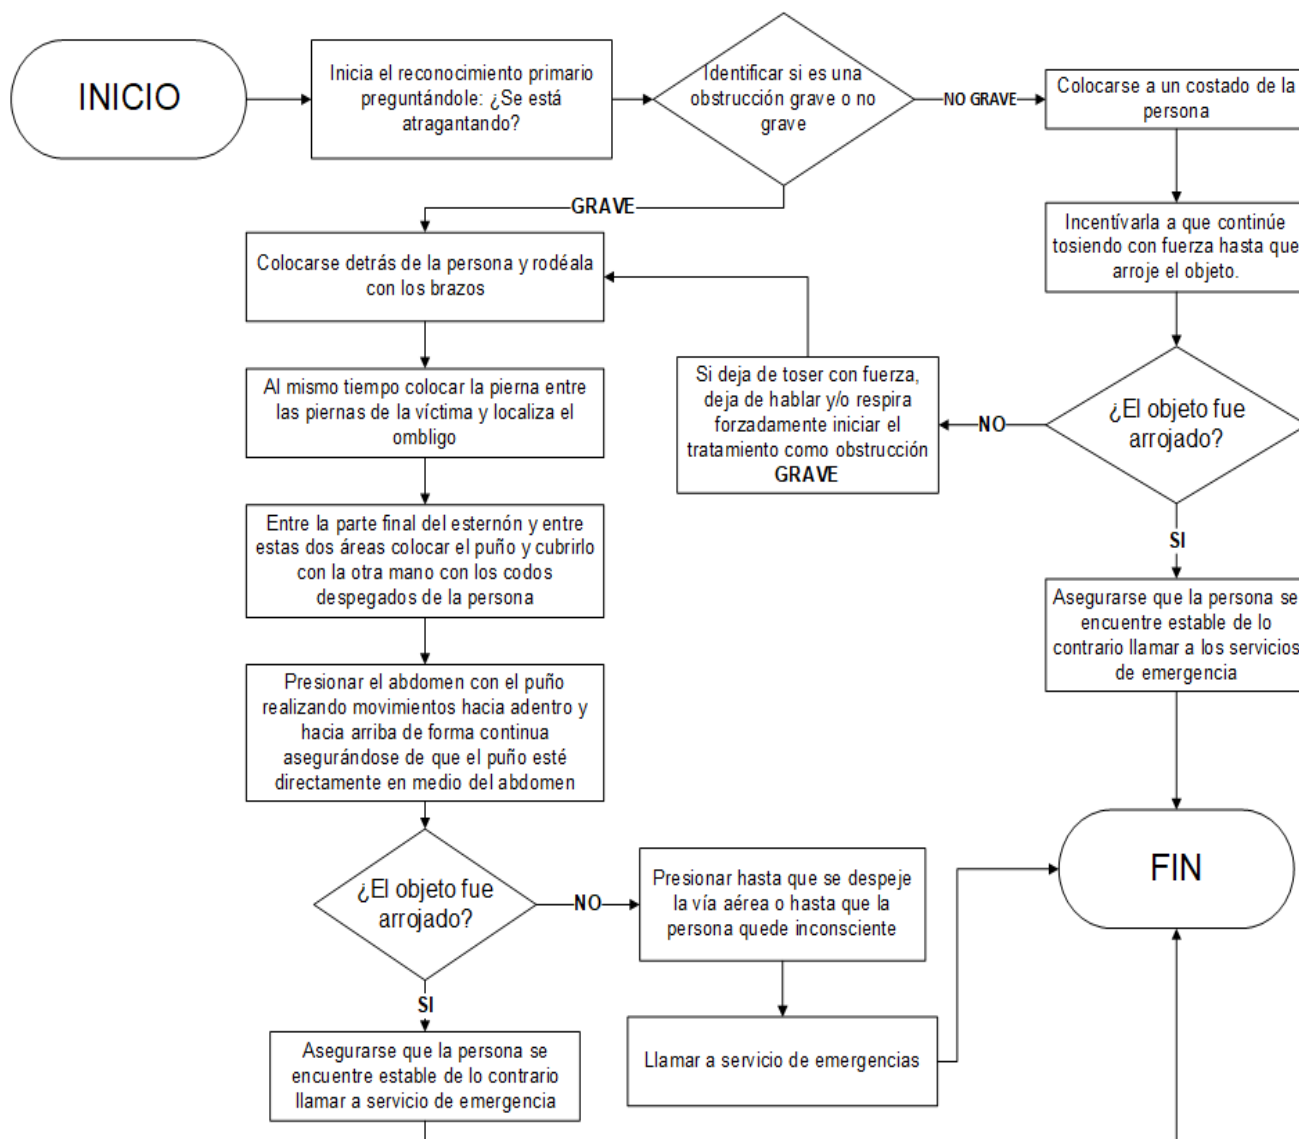 INICIO
Inicia el reconocimiento primario
preguntándole: ¿Se está
atragantando?
Identificar si es una
obstrucción grave o no
grave
NO GRAVE
Colocarse a un costado de la
persona
GRAVE
Incentívarla a que continúe
tosiendo con fuerza hasta que
arroje el objeto.
Colocarse detrás de la persona y rodéala
con los brazos
¿El objeto fue
arrojado?
NO
Si deja de toser con fuerza,
deja de hablar y/o respira
forzadamente iniciar el
tratamiento como obstrucción
GRAVE
Al mismo tiempo colocar la pierna entre
las piernas de la víctima y localiza el
ombligo
SI
Entre la parte final del esternón y entre
estas dos áreas colocar el puño y cubrirlo
con la otra mano con los codos
despegados de la persona
Asegurarse que la persona se
encuentre estable de lo
contrario llamar a los servicios
de emergencia
Presionar el abdomen con el puño
realizando movimientos hacia adentro y
hacia arriba de forma continua
asegurándose de que el puño esté
directamente en medio del abdomen
¿El objeto fue
arrojado?
NO
Presionar hasta que se despeje
la vía aérea o hasta que la
persona quede inconsciente
FIN
SI
Asegurarse que la persona se
encuentre estable de lo contrario
llamar a servicio de emergencia
Llamar a servicio de emergencias